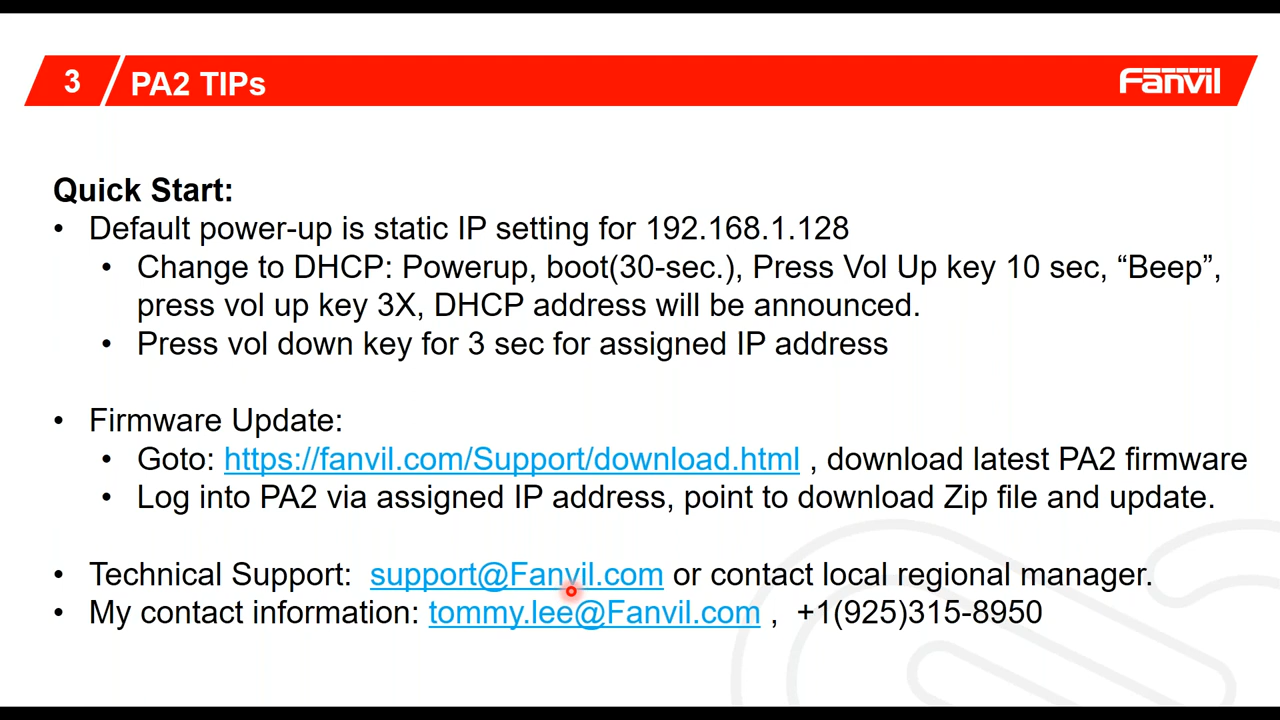 3 PA2 TIPs Fanvil
Quick Start:
• Default power-up is static IP setting for 192.168.1.128
• Change to DHCP: Powerup, boot(30-sec.), Press Vol Up key 10 sec, “Beep”,
press vol up key 3X, DHCP address will be announced.
• Press vol down key for 3 sec for assigned IP address
• Firmware Update:
• Goto: https://fanvil.com/Support/download.html , download latest PA2 firmware
• Log into PA2 via assigned IP address, point to download Zip file and update.
• Technical Support: support@Fanvil.com or contact local regional manager.
• My contact information: tommy.lee@Fanvil.com , +1(925)315-8950